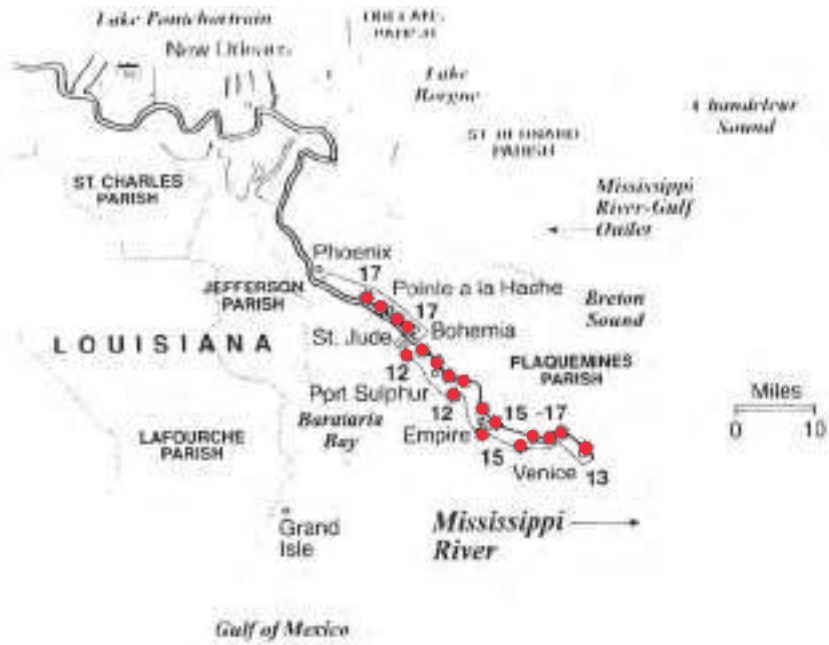 Lake Pontchartrain
ORLEANS
PARISH
New Orleans
Lake
Borgne
Chandeleur
Sound
ST. BERNARD
PARISH
ST. CHARLES
PARISH
Mississippi
River-Gulf
Outlet
Phoenix
17
Pointe a la Hache
JEFFERSON
PARISH
17
Breton
Sound
Bohemia
St. Jude
LOUISIANA
PLAQUEMINES
PARISH
12
Port Sulphur
Miles
12
15 -17
0 10
Barataria
Bay
Empire
LAFOURCHE
PARISH
15
Venice
13
Grand
Isle
Mississippi
River
Gulf of Mexico